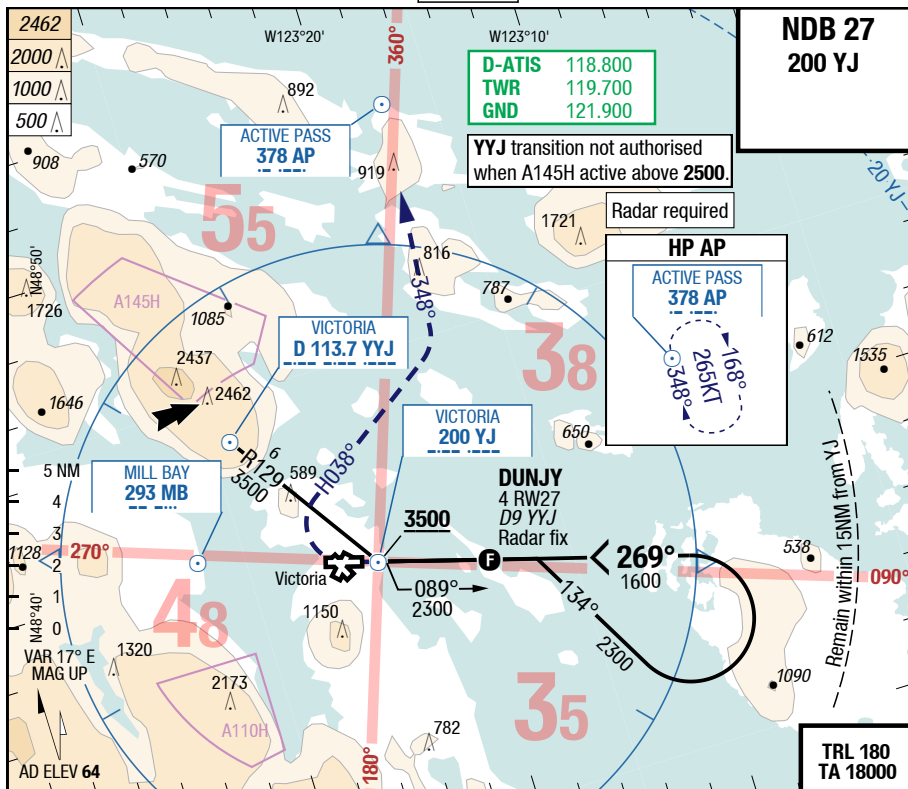 2462
2000
1000
500
W123°20'
W123°10'
360°
NDB 27
200 YJ
D-ATIS 118.800
TWR 119.700
GND 121.900
892
ACTIVE PASS
378 AP
908
570
919
YYJ transition not authorised
when A145H active above 2500.
20 YJ
Radar required
55
1721
816
HP AP
ACTIVE PASS
378 AP
168°
265KT
348°
N48°50'
1726
A145H
1085
348°
787
612
1535
VICTORIA
D 113.7 YYJ
38
2437
2462
1646
VICTORIA
200 YJ
650
6
R129
3500
589
H038°
5 NM
4
3
2
1
0
MILL BAY
293 MB
DUNJY
4 RW27
D9 YYJ
Radar fix
3500
1128
270°
Victoria
F
269°
1600
538
090°
089°
2300
134°
2300
Remain within 15NM from YJ
N48°40'
48
1150
VAR 17° E
MAG UP
1320
2173
A110H
35
1090
782
180°
AD ELEV 64
TRL 180
TA 18000